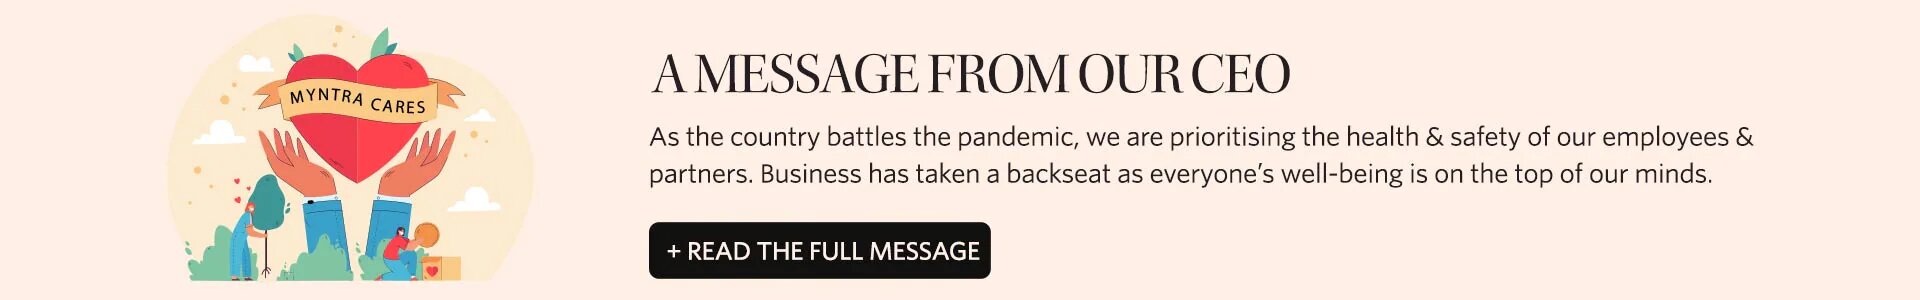 MYNTRA CARES
A MESSAGE FROM OUR CEO
As the country battles the pandemic, we are prioritising the health & safety of our employees &
partners. Business has taken a backseat as everyone's well-being is on the top of our minds.
+ READ THE FULL MESSAGE